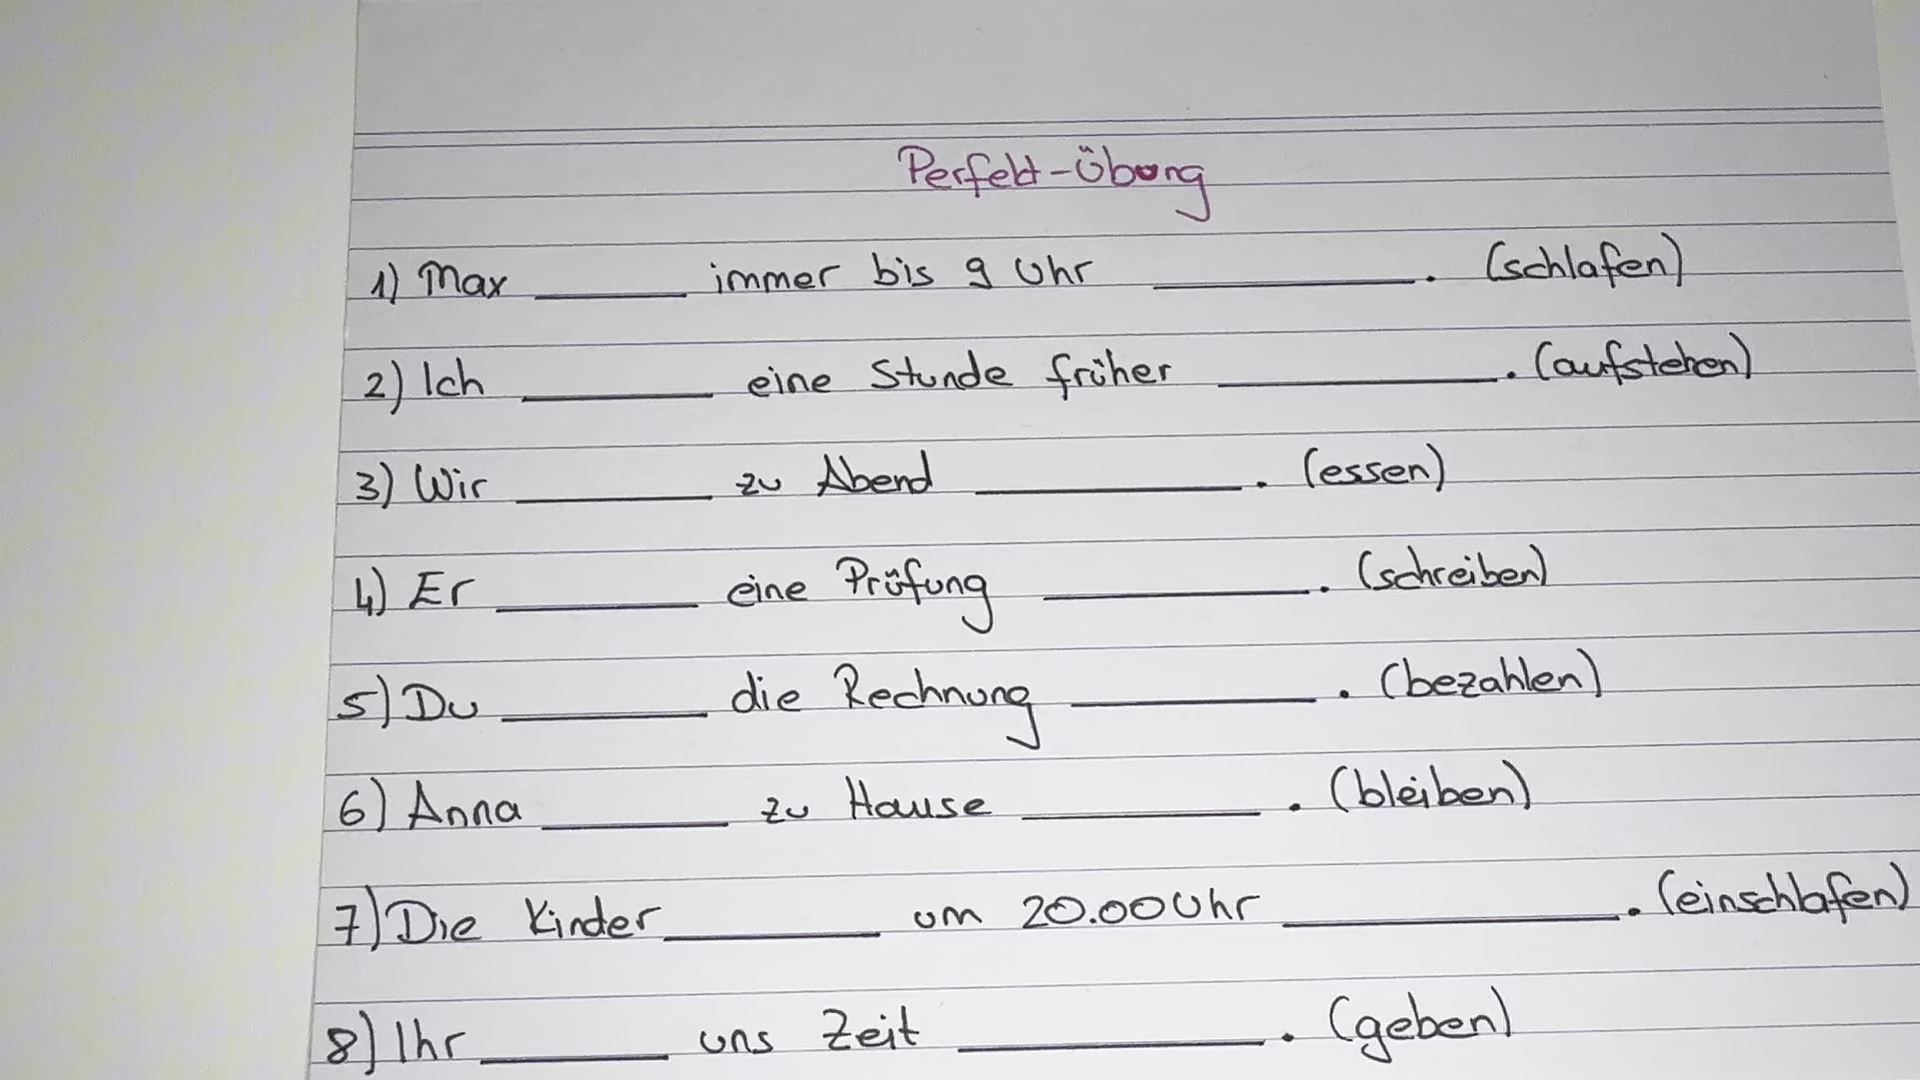 Perfekt-Übung
1) Max ______ immer bis 9 Uhr ______. (schlafen)
2) Ich ______ eine Stunde früher ______. (aufstehen)
3) Wir ______ zu Abend ______. (essen)
4) Er ______ eine Prüfung ______. (schreiben)
5) Du ______ die Rechnung ______. (bezahlen)
6) Anna ______ zu Hause ______. (bleiben)
7) Die Kinder ______ um 20.00 Uhr ______. (einschlafen)
8) Ihr ______ uns Zeit ______. (geben)